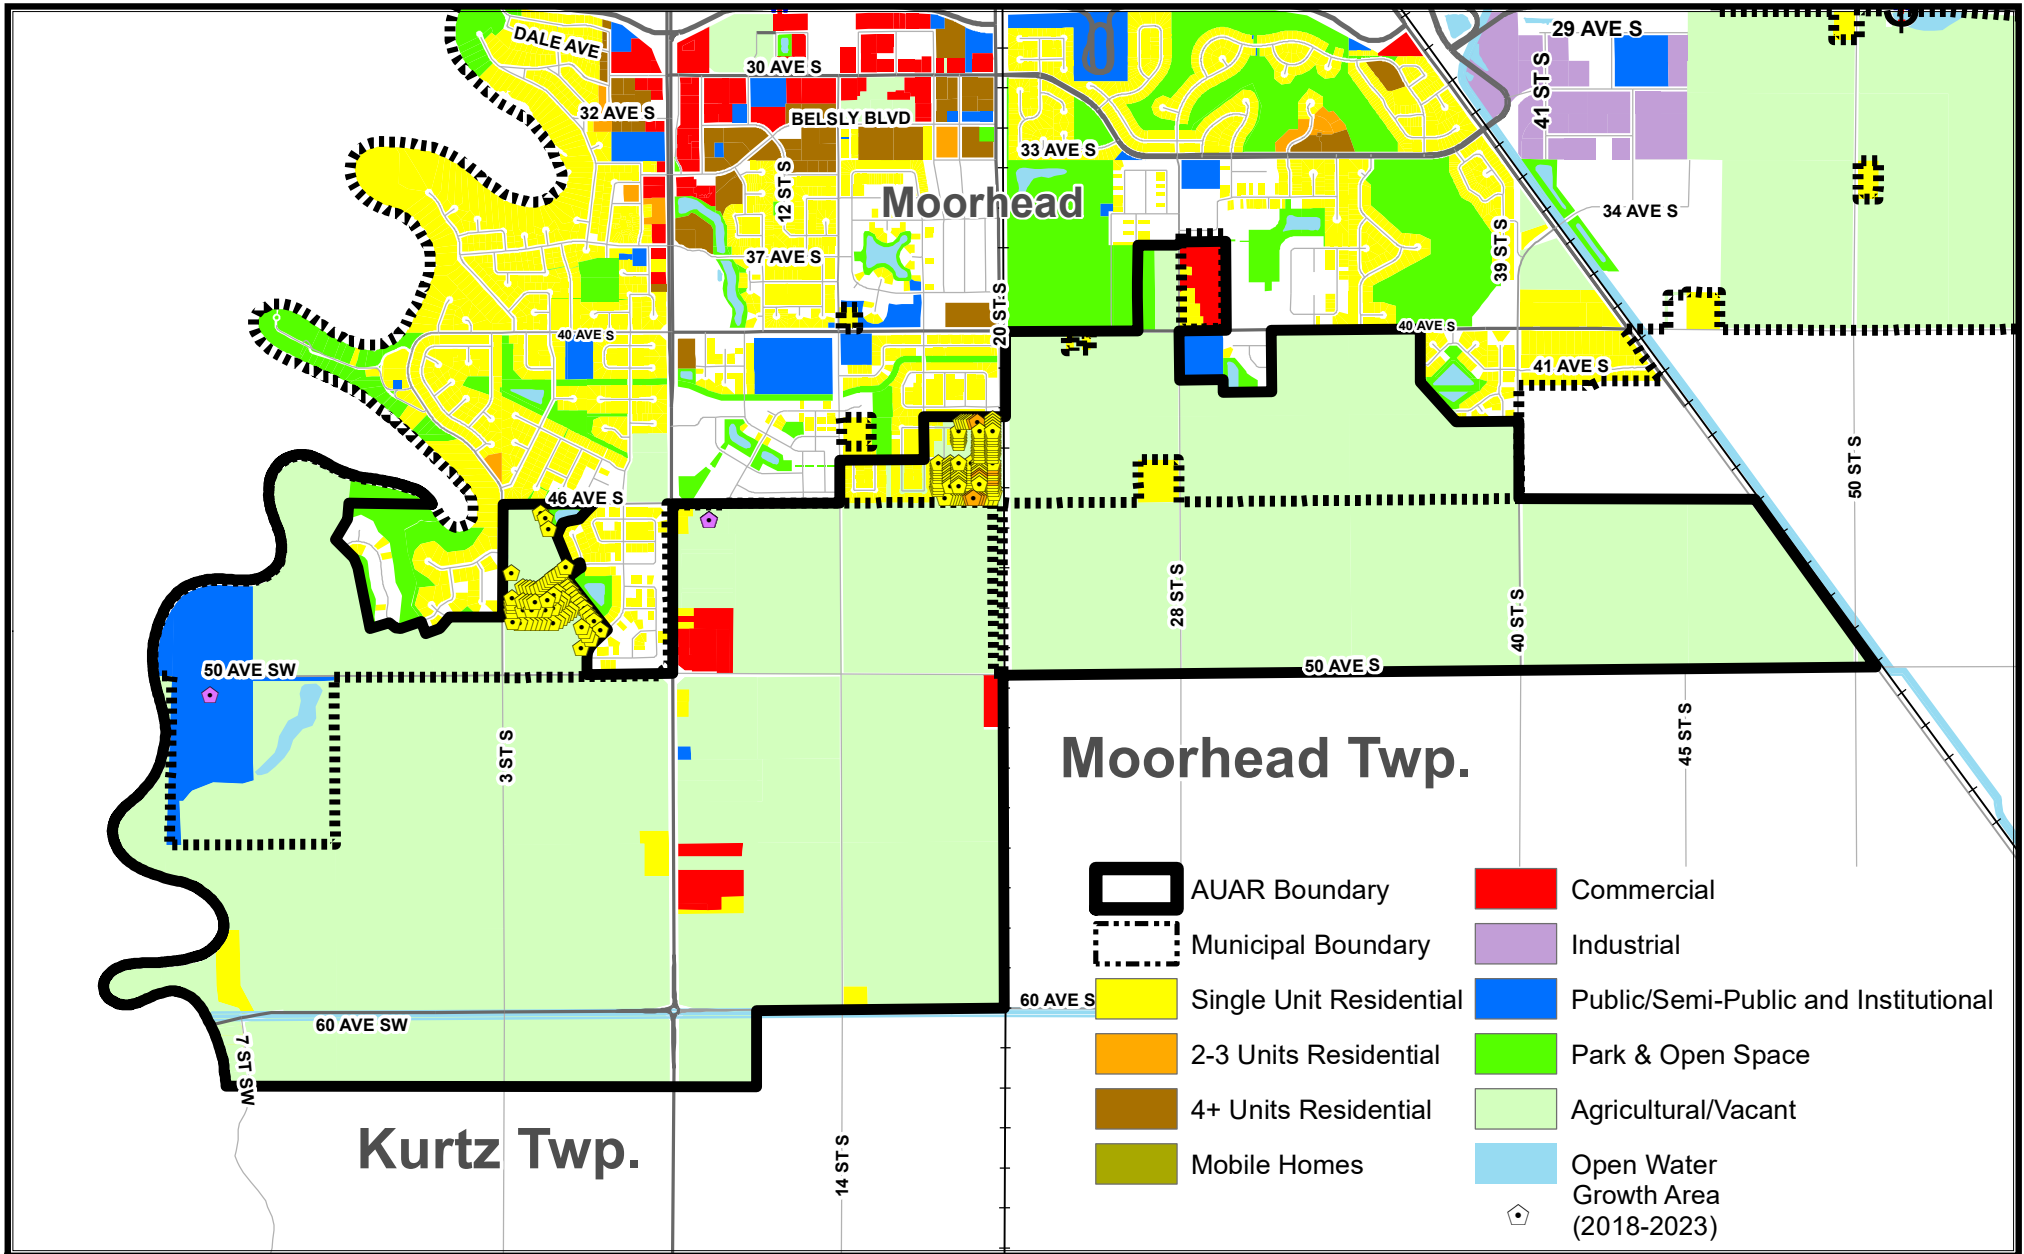 DALE AVE
29 AVE S
30 AVE S
41 ST S
32 AVE S
BELSLY BLVD
33 AVE S
12 ST S
Moorhead
34 AVE S
37 AVE S
39 ST S
20 ST S
40 AVE S
40 AVE S
41 AVE S
50 ST S
46 AVE S
28 ST S
40 ST S
50 AVE SW
50 AVE S
3 ST S
45 ST S
Moorhead Twp.
AUAR Boundary
Municipal Boundary
Single Unit Residential
2-3 Units Residential
4+ Units Residential
Mobile Homes
Commercial
Industrial
Public/Semi-Public and Institutional
Park & Open Space
Agricultural/Vacant
Open Water
Growth Area
(2018-2023)
60 AVE S
60 AVE SW
7 ST SW
Kurtz Twp.
14 ST S